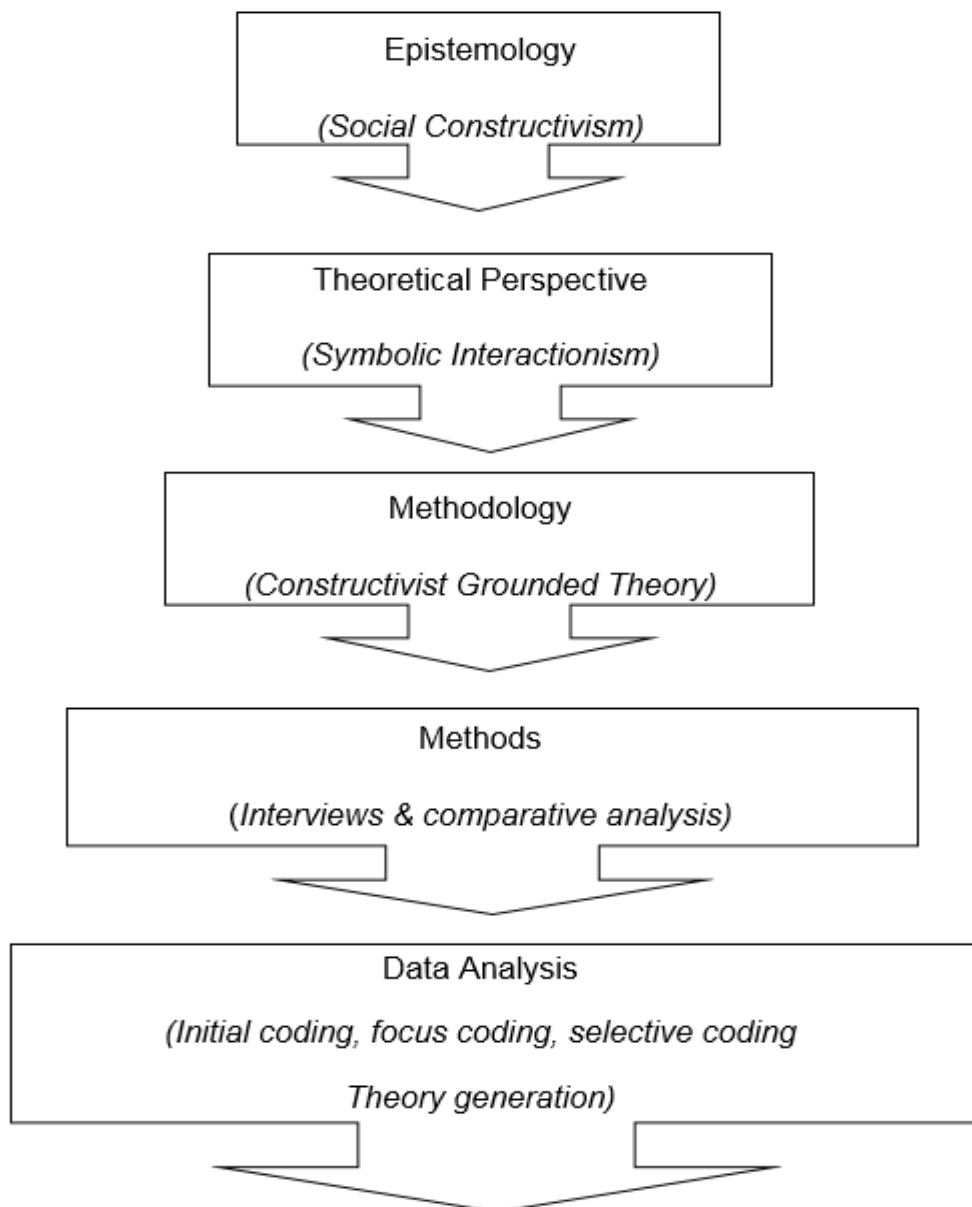 Epistemology
(Social Constructivism)
Theoretical Perspective
(Symbolic Interactionism)
Methodology
(Constructivist Grounded Theory)
Methods
(Interviews & comparative analysis)
Data Analysis
(Initial coding, focus coding, selective coding
Theory generation)